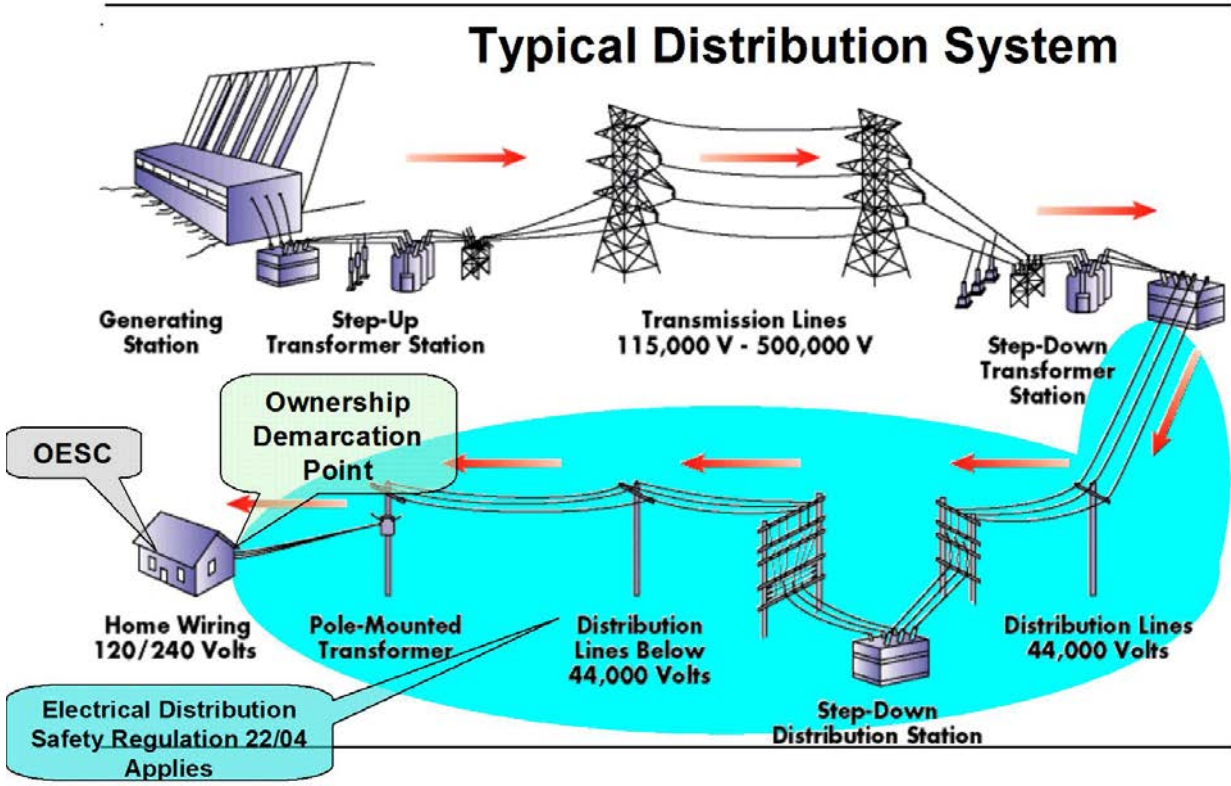 Typical Distribution System
Generating
Station
Step-Up
Transformer Station
Transmission Lines
115,000 V - 500,000 V
Step-Down
Transformer
Station
Ownership
Demarcation
Point
OESC
Home Wiring
120/240 Volts
Pole-Mounted
Transformer
Distribution
Lines Below
44,000 Volts
Distribution Lines
44,000 Volts
Step-Down
Distribution Station
Electrical Distribution
Safety Regulation 22/04
Applies